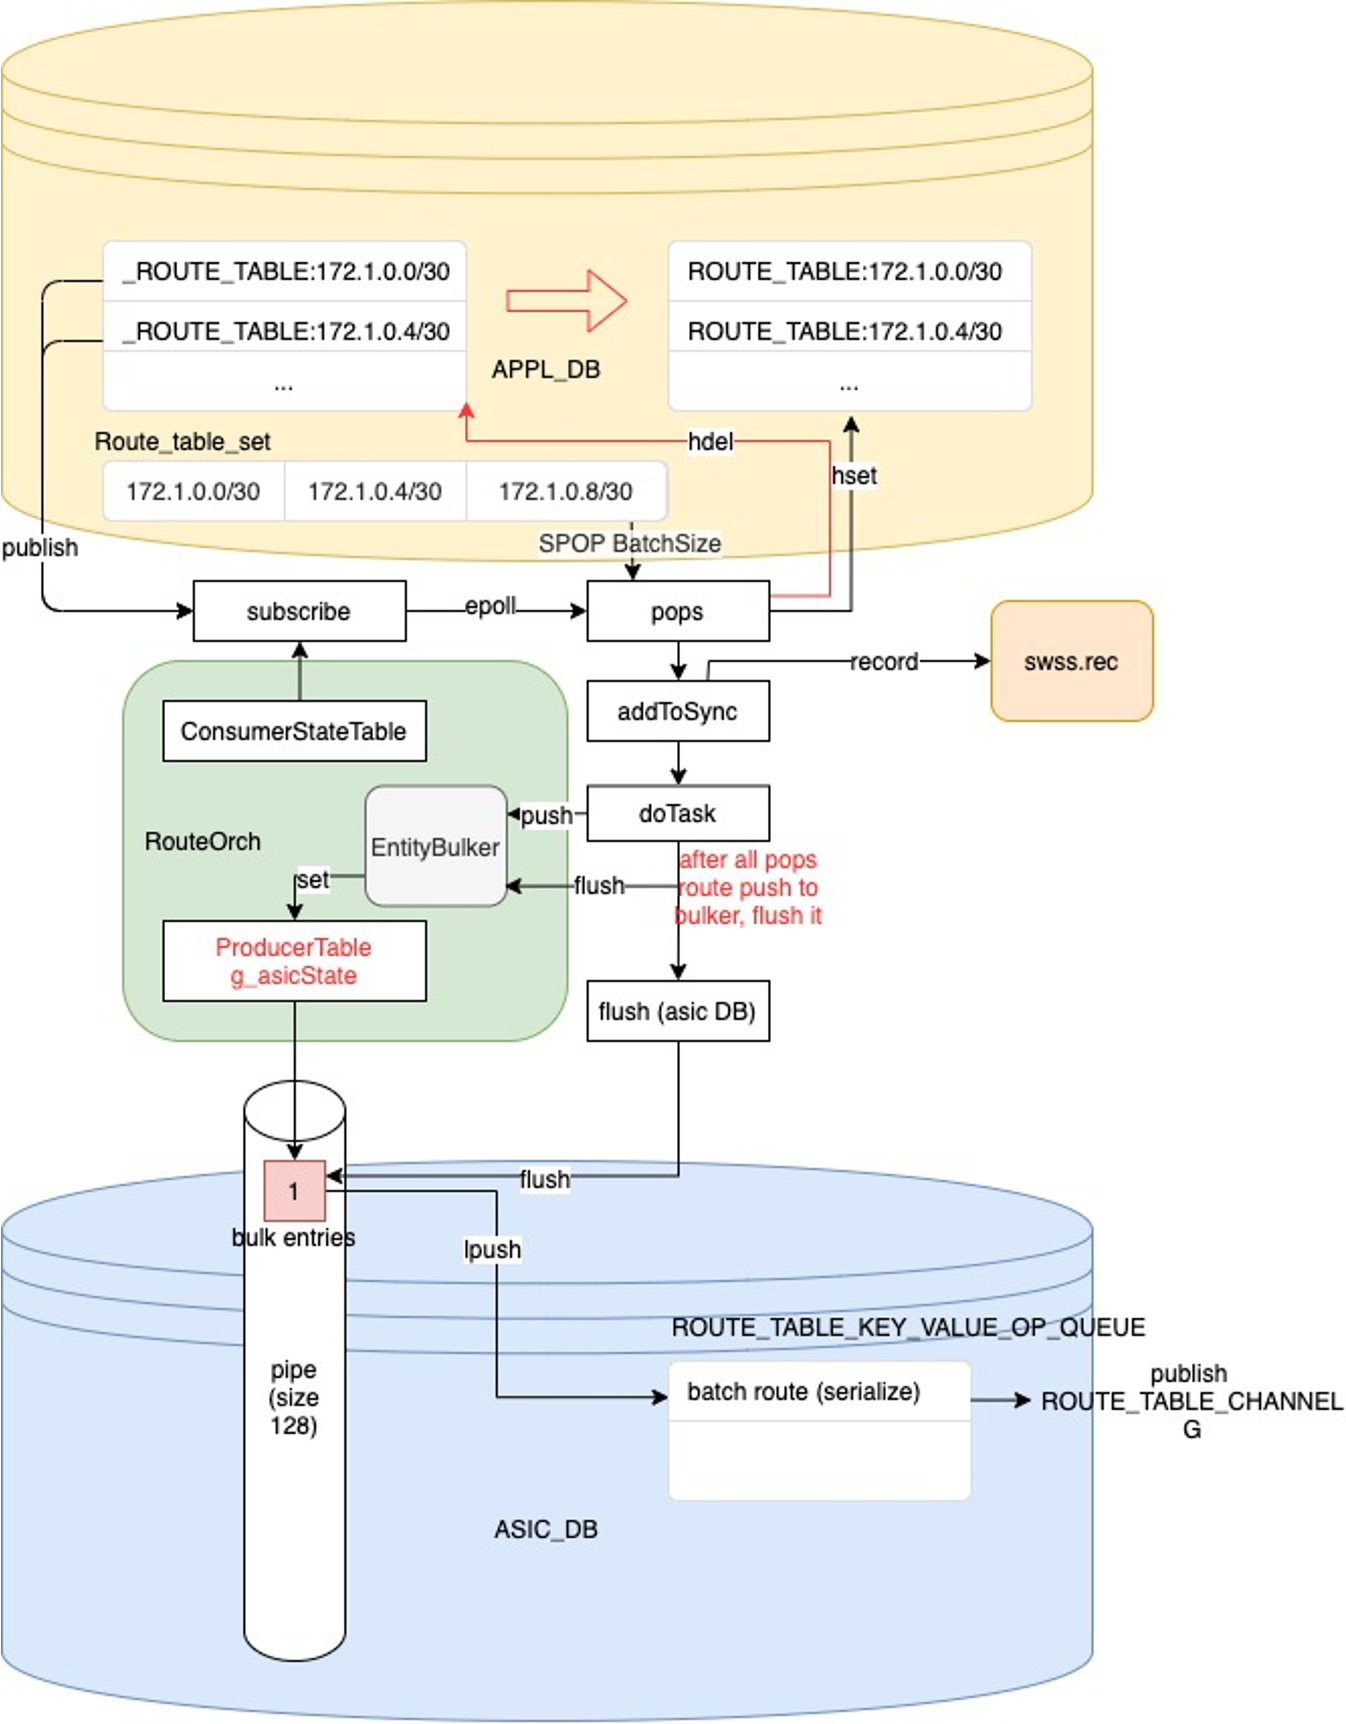 _ROUTE_TABLE:172.1.0.0/30
_ROUTE_TABLE:172.1.0.4/30
...
ROUTE_TABLE:172.1.0.0/30
ROUTE_TABLE:172.1.0.4/30
...
APPL_DB
Route_table_set
172.1.0.0/30
172.1.0.4/30
172.1.0.8/30
hdel
hset
publish
SPOP BatchSize
subscribe
epoll
pops
record
swss.rec
addToSync
ConsumerStateTable
doTask
push
RouteOrch
EntityBulker
after all pops
route push to
bulker, flush it
flush
set
ProducerTable
g_asicState
flush (asic DB)
1
flush
bulk entries
lpush
ROUTE_TABLE_KEY_VALUE_OP_QUEUE
pipe
(size
128)
batch route (serialize)
publish
ROUTE_TABLE_CHANNEL
G
ASIC_DB